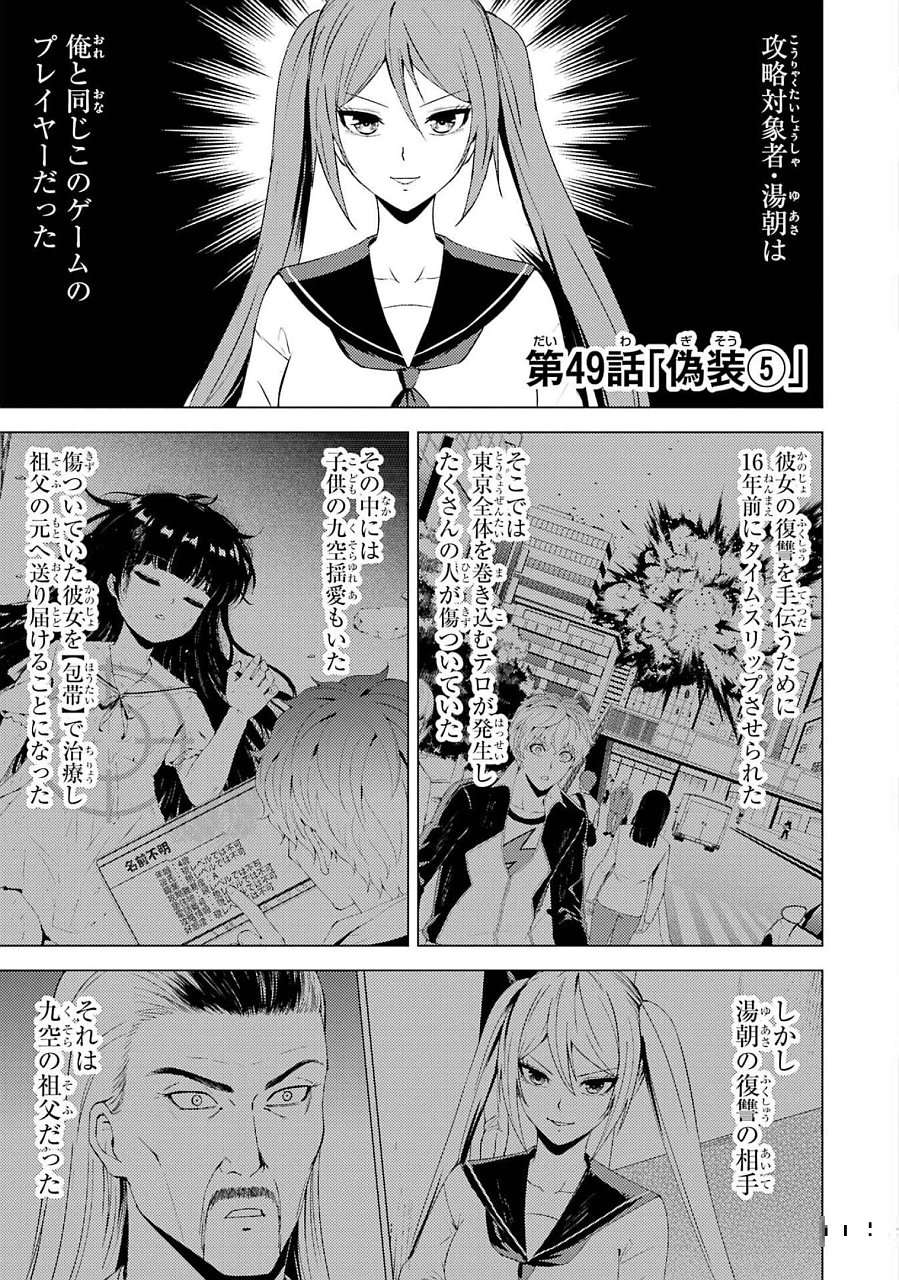 攻略対象者・湯朝は
俺と同じこのゲームの
プレイヤーだった
第49話「偽装⑤」
彼女の復讐を手伝うために
16年前にタイムスリップさせられた
そこでは
東京全体を巻き込むテロが発生し
たくさんの人が傷ついていた
その中には
子供の九空揺愛もいた
傷ついていた彼女を【包帯】で治療し
祖父の元へ送り届けることになった
名前不明
しかし
湯朝の復讐の相手
それは
九空の祖父だった